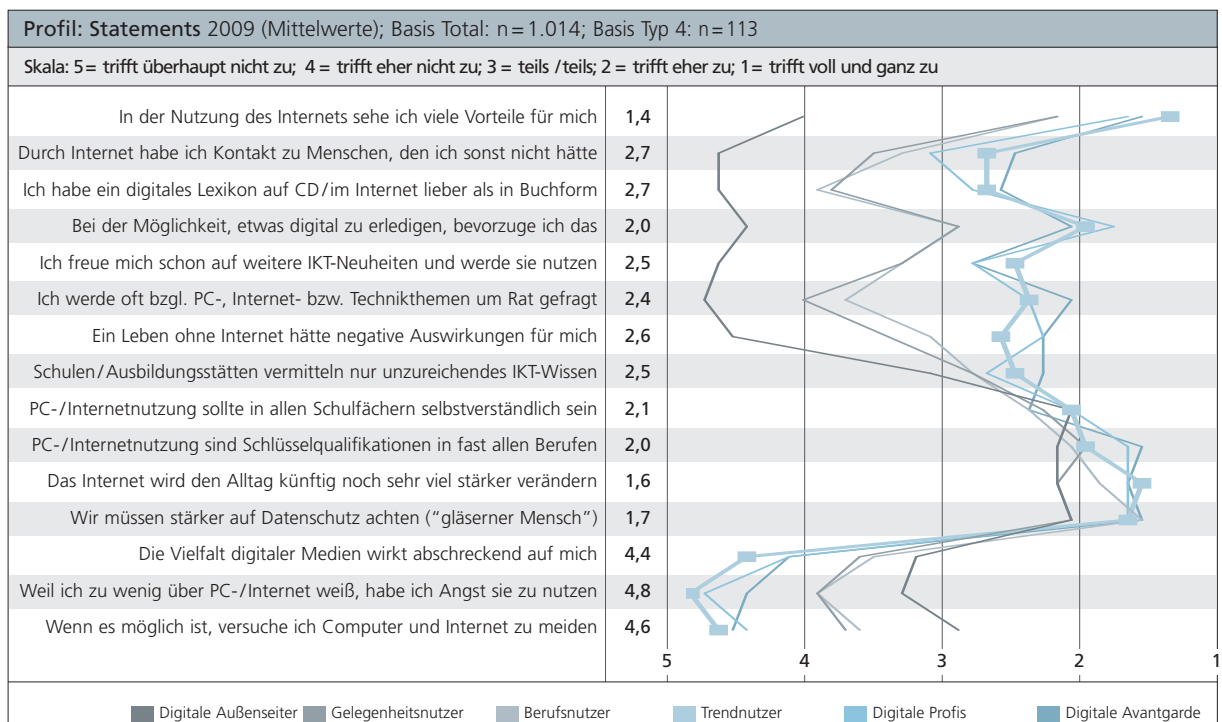 Profil: Statements 2009 (Mittelwerte); Basis Total: n = 1.014; Basis Typ 4: n = 113
Skala: 5 = trifft überhaupt nicht zu; 4 = trifft eher nicht zu; 3 = teils /teils; 2 = trifft eher zu; 1 = trifft voll und ganz zu
In der Nutzung des Internets sehe ich viele Vorteile für mich 1,4
Durch Internet habe ich Kontakt zu Menschen, den ich sonst nicht hätte 2,7
Ich habe ein digitales Lexikon auf CD/im Internet lieber als in Buchform 2,7
Bei der Möglichkeit, etwas digital zu erledigen, bevorzuge ich das 2,0
Ich freue mich schon auf weitere IKT-Neuheiten und werde sie nutzen 2,5
Ich werde oft bzgl. PC-, Internet- bzw. Technikthemen um Rat gefragt 2,4
Ein Leben ohne Internet hätte negative Auswirkungen für mich 2,6
Schulen/Ausbildungsstätten vermitteln nur unzureichendes IKT-Wissen 2,5
PC-/Internetnutzung sollte in allen Schulfächern selbstverständlich sein 2,1
PC-/Internetnutzung sind Schlüsselqualifikationen in fast allen Berufen 2,0
Das Internet wird den Alltag künftig noch sehr viel stärker verändern 1,6
Wir müssen stärker auf Datenschutz achten ("gläserner Mensch") 1,7
Die Vielfalt digitaler Medien wirkt abschreckend auf mich 4,4
Weil ich zu wenig über PC-/Internet weiß, habe ich Angst sie zu nutzen 4,8
Wenn es möglich ist, versuche ich Computer und Internet zu meiden 4,6
5 4 3 2 1
Digitale Außenseiter Gelegenheitsnutzer Berufsnutzer Trendnutzer Digitale Profis Digitale Avantgarde